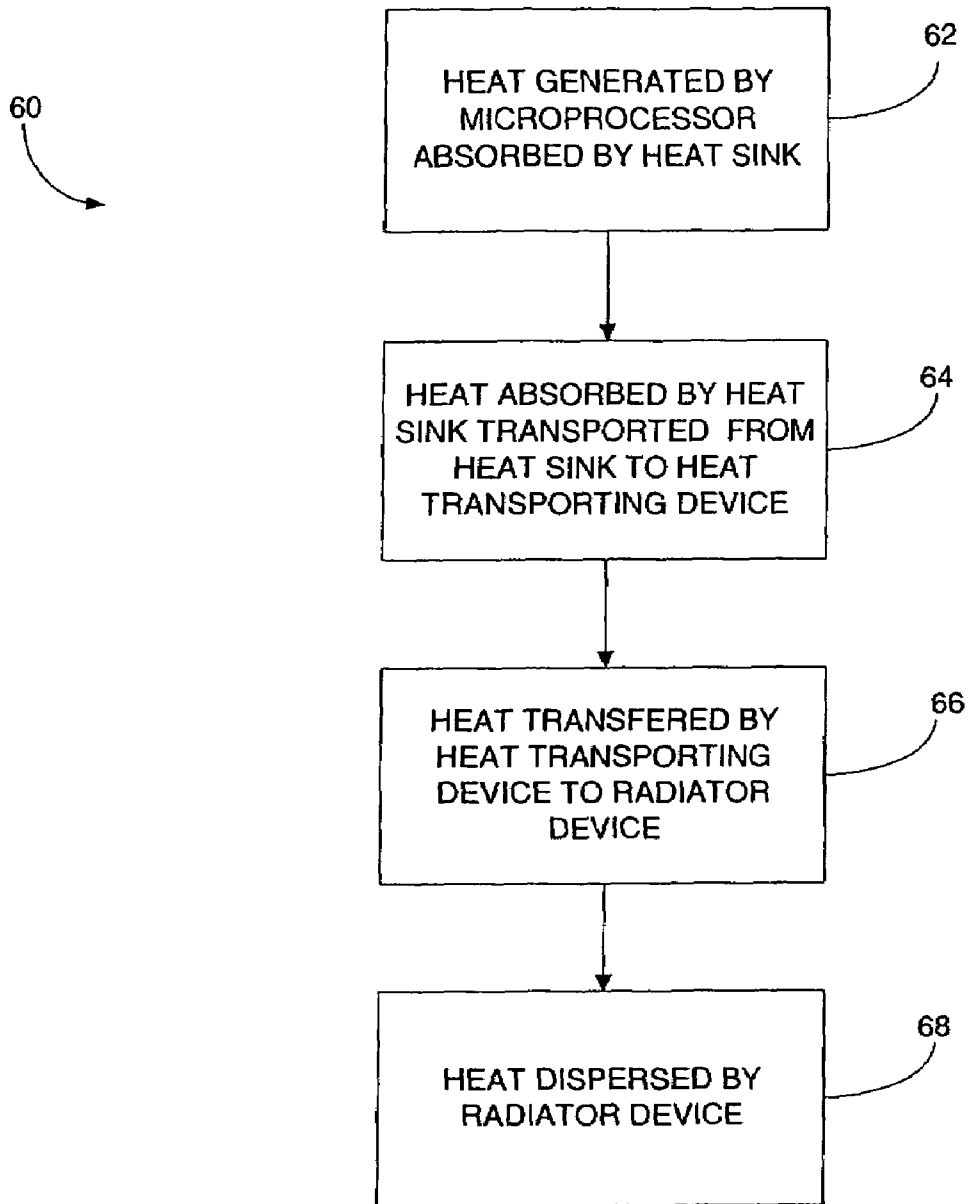 60
62
HEAT GENERATED BY
MICROPROCESSOR
ABSORBED BY HEAT SINK
64
HEAT ABSORBED BY HEAT
SINK TRANSPORTED FROM
HEAT SINK TO HEAT
TRANSPORTING DEVICE
66
HEAT TRANSFERED BY
HEAT TRANSPORTING
DEVICE TO RADIATOR
DEVICE
68
HEAT DISPERSED BY
RADIATOR DEVICE